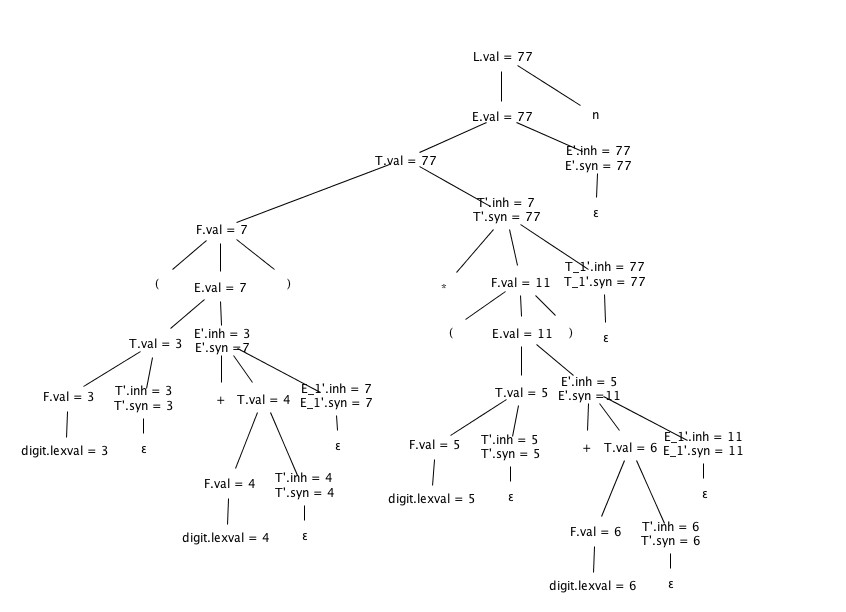 L.val = 77
E.val = 77
n
T.val = 77
E'.inh = 77
E'.syn = 77
F.val = 7
T'.inh = 7
T'.syn = 77
ε
(
E.val = 7
)
*
F.val = 11
T_1'.inh = 77
T_1'.syn = 77
T.val = 3
E'.inh = 3
E'.syn =7
(
E.val = 11
)
ε
F.val = 3
T'.inh = 3
T'.syn = 3
+
T.val = 4
E_1'.inh = 7
E_1'.syn = 7
T.val = 5
E'.inh = 5
E'.syn =11
digit.lexval = 3
ε
F.val = 4
T'.inh = 4
T'.syn = 4
ε
F.val = 5
T'.inh = 5
T'.syn = 5
+
T.val = 6
E_1'.inh = 11
E_1'.syn = 11
digit.lexval = 4
ε
digit.lexval = 5
ε
F.val = 6
T'.inh = 6
T'.syn = 6
ε
digit.lexval = 6
ε